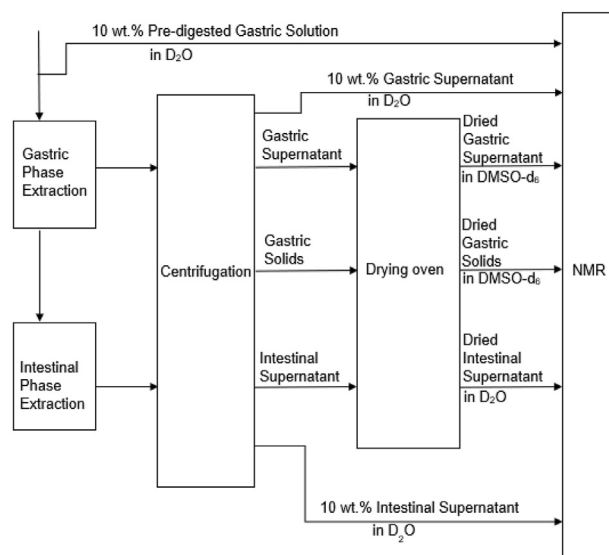 10 wt.% Pre-digested Gastric Solution
in D₂O
10 wt.% Gastric Supernatant
in D₂O
Gastric
Phase
Extraction
Gastric
Supernatant
Dried
Gastric
Supernatant
in DMSO-d₆
Centrifugation
Gastric
Solids
Drying oven
Dried
Gastric
Solids
in DMSO-d₆
NMR
Intestinal
Phase
Extraction
Intestinal
Supernatant
Dried
Intestinal
Supernatant
in D₂O
10 wt.% Intestinal Supernatant
in D₂O